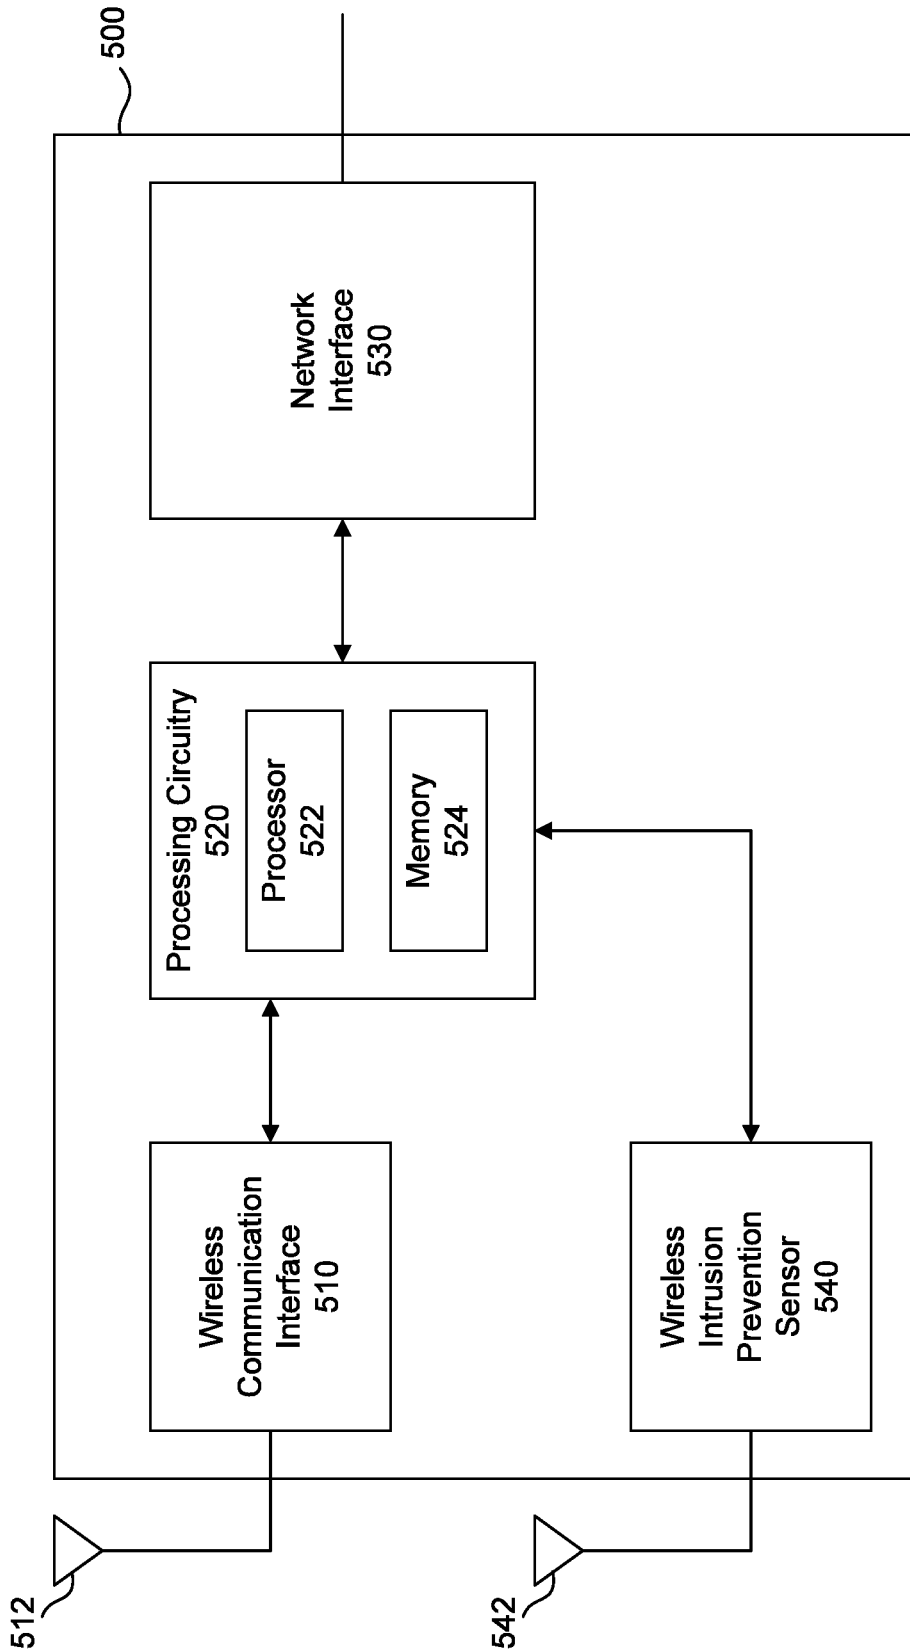 500
512
Wireless
Communication
Interface
510
Processing Circuitry
520
Processor
522
Memory
524
Network
Interface
530
542
Wireless
Intrusion
Prevention
Sensor
540